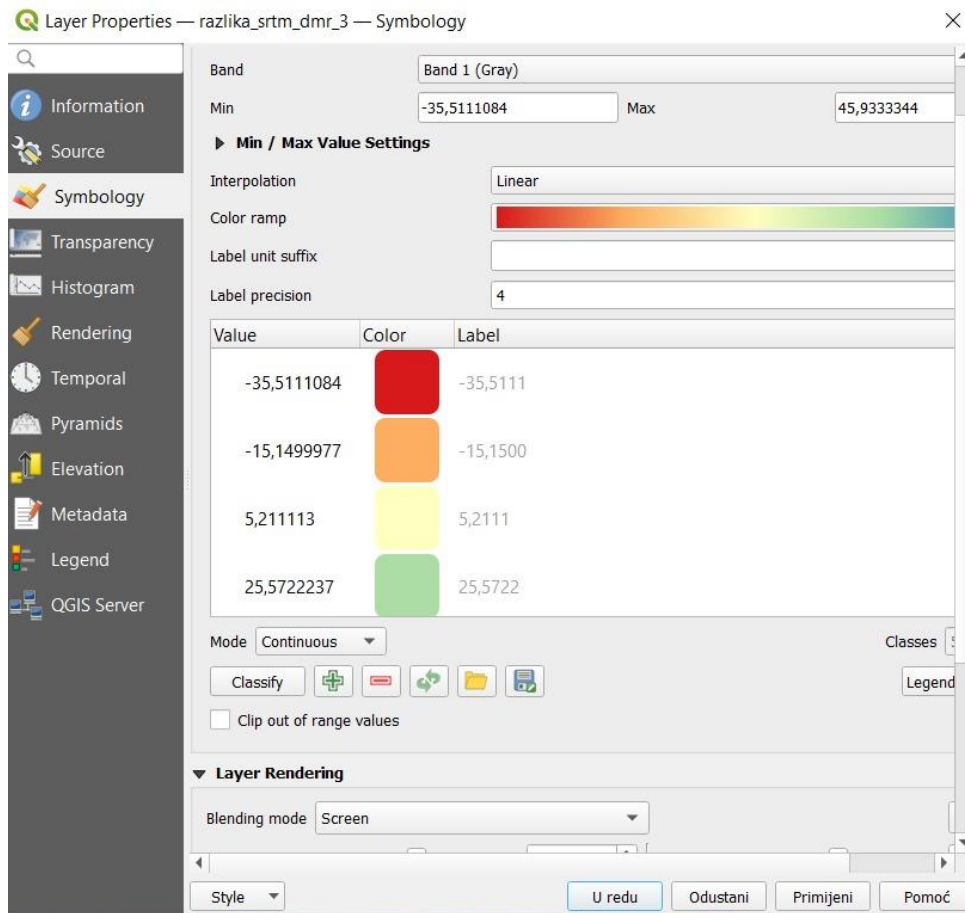 Layer Properties — razlika_srtm_dmr_3 — Symbology
Information
Source
Symbology
Transparency
Histogram
Rendering
Temporal
Pyramids
Elevation
Metadata
Legend
QGIS Server
Band Band 1 (Gray)
Min -35,5111084 Max 45,9333344
Min / Max Value Settings
Interpolation Linear
Color ramp
Label unit suffix
Label precision 4
Value Color Label
-35,5111084 -35,5111
-15,1499977 -15,1500
5,211113 5,2111
25,5722237 25,5722
Mode Continuous Classes
Classify Legend
Clip out of range values
Layer Rendering
Blending mode Screen
Style U redu Odustani Primijeni Pomoć